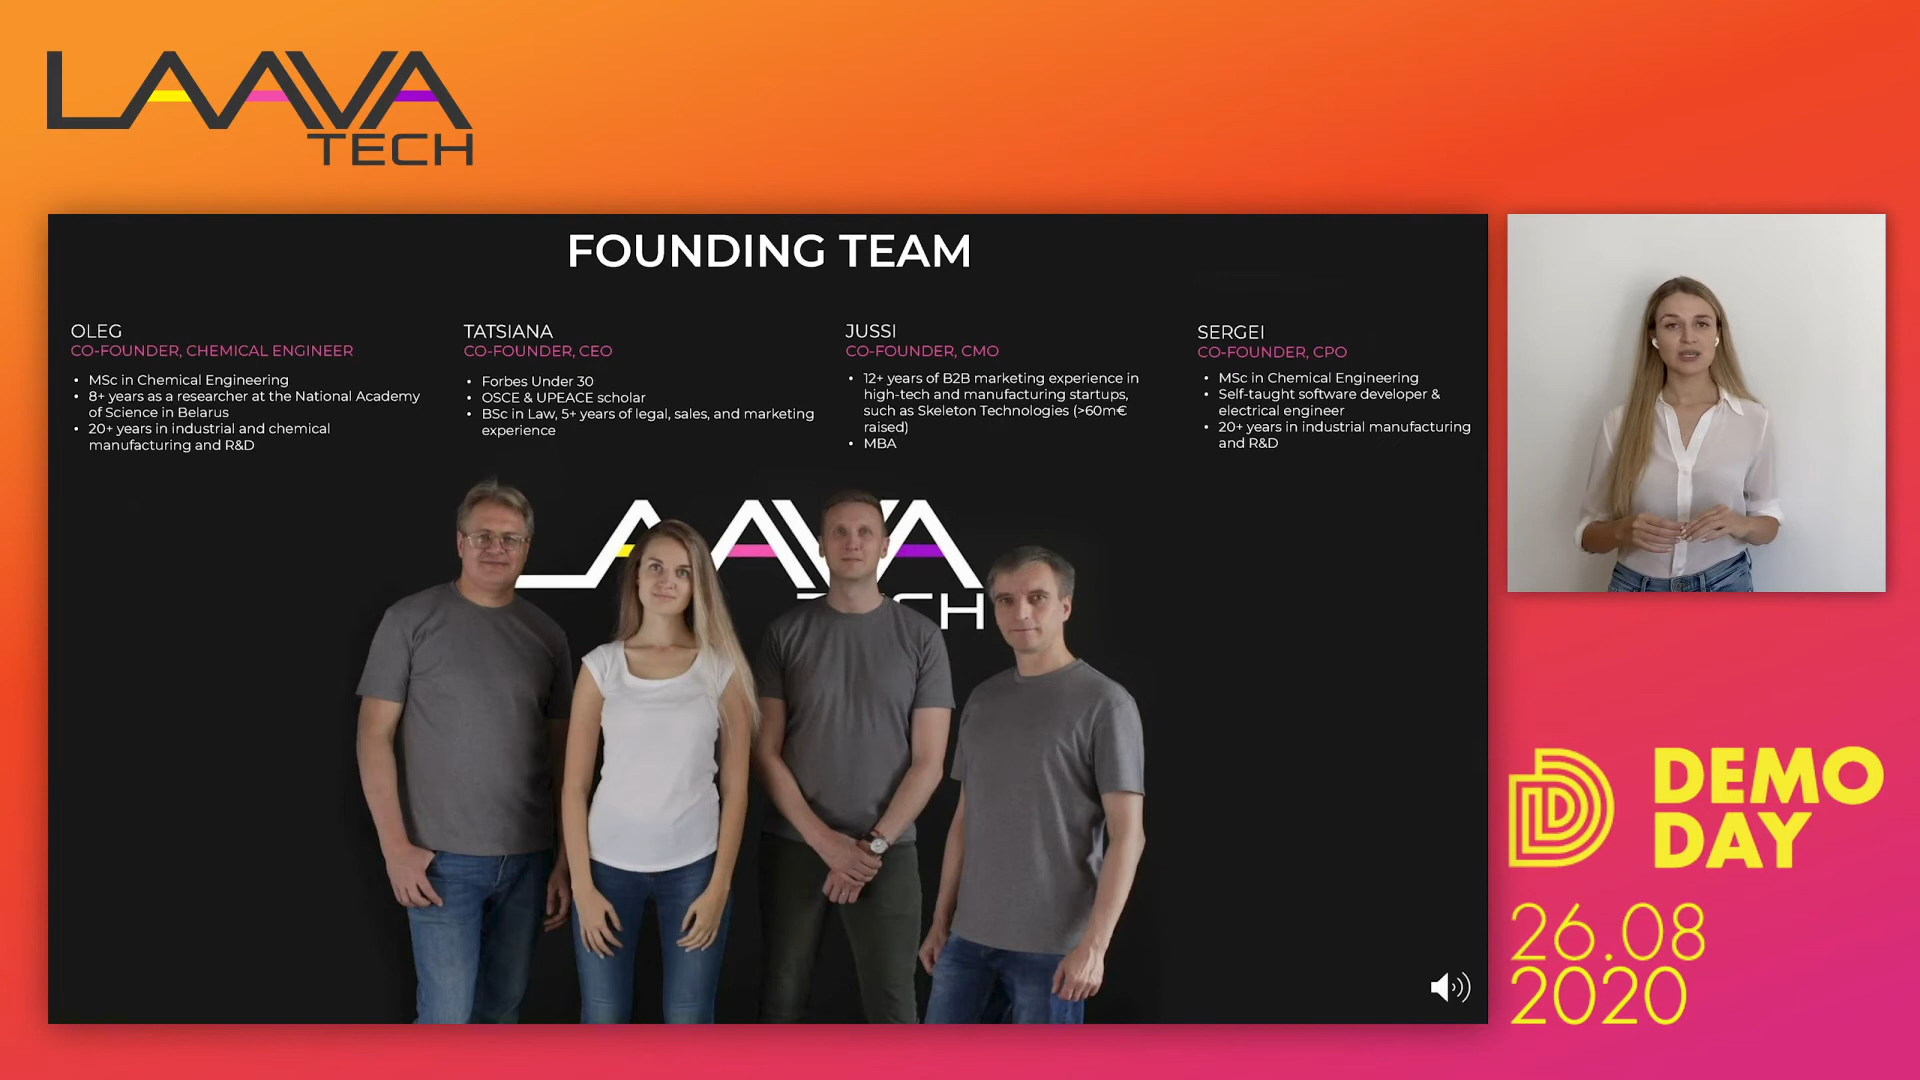 LAAVA
TECH
FOUNDING TEAM
OLEG
CO-FOUNDER, CHEMICAL ENGINEER
• MSc in Chemical Engineering
• 8+ years as a researcher at the National Academy
of Science in Belarus
• 20+ years in industrial and chemical
manufacturing and R&D
TATSIANA
CO-FOUNDER, CEO
• Forbes Under 30
• OSCE & UPEACE scholar
• BSc in Law, 5+ years of legal, sales, and marketing
experience
JUSSI
CO-FOUNDER, CMO
• 12+ years of B2B marketing experience in
high-tech and manufacturing startups,
such as Skeleton Technologies (>60m€
raised)
• MBA
SERGEI
CO-FOUNDER, CPO
• MSc in Chemical Engineering
• Self-taught software developer &
electrical engineer
• 20+ years in industrial manufacturing
and R&D
LAAVA
TECH
DEMO
DAY
26.08
2020